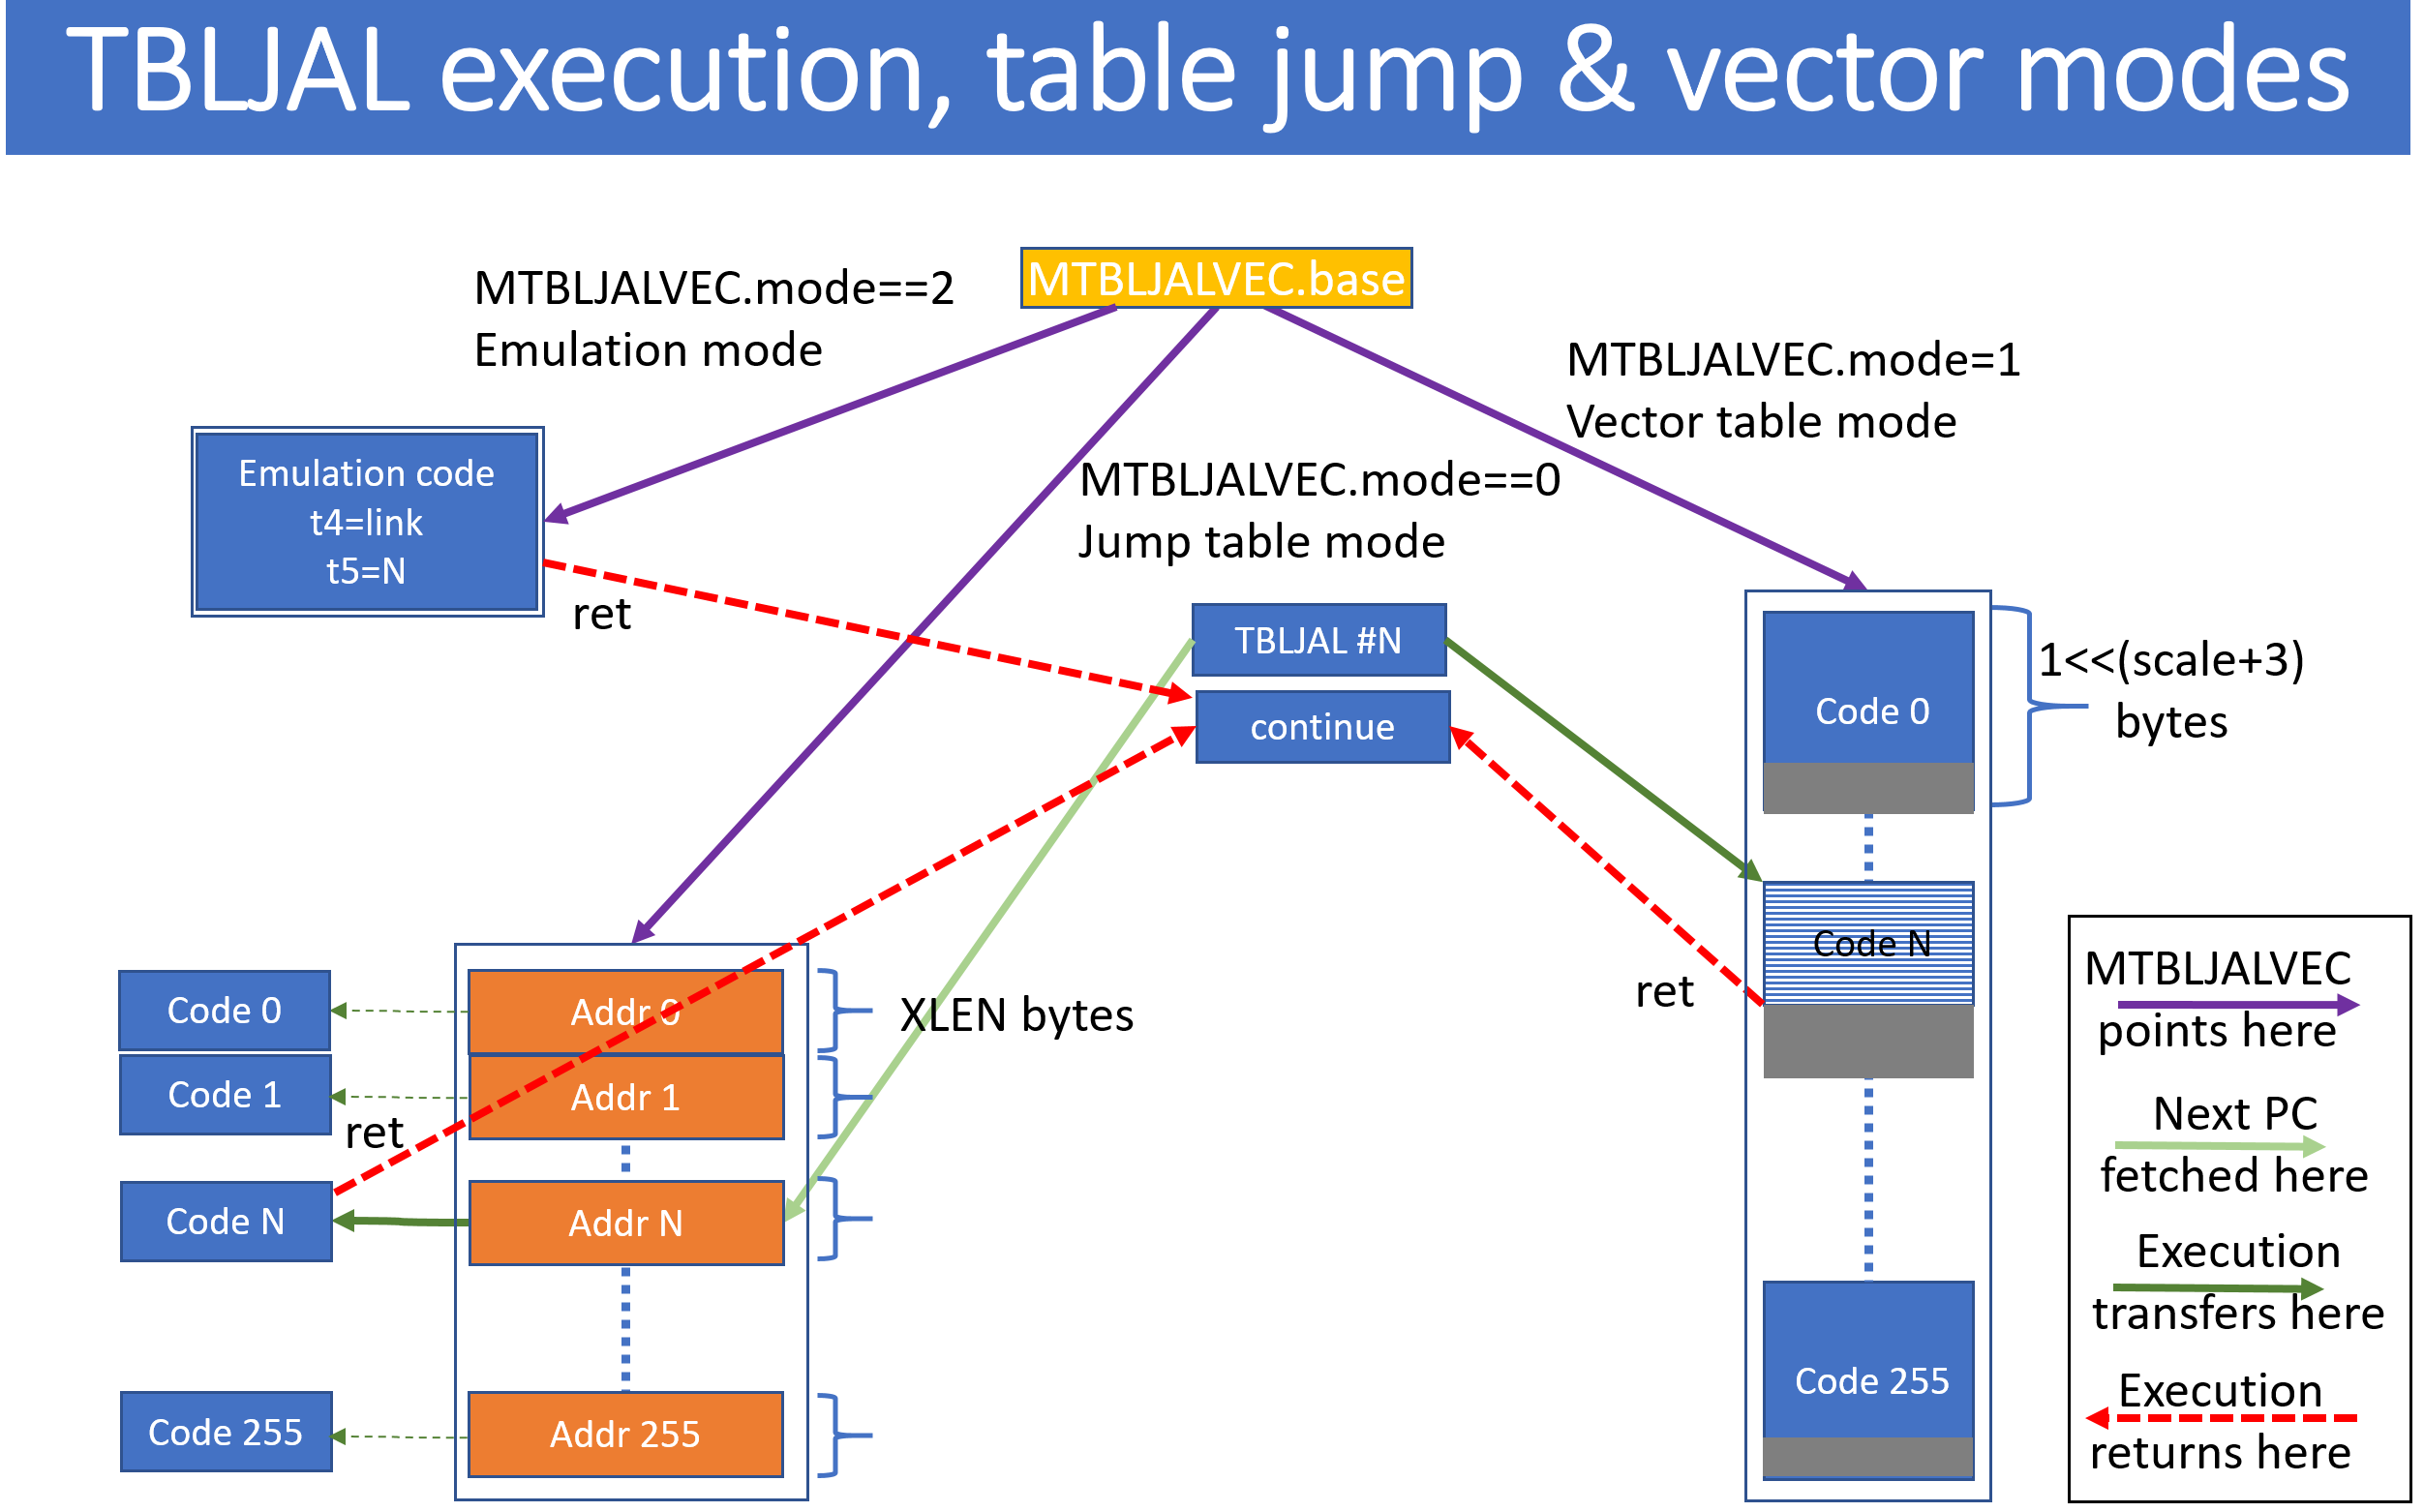 TBLJAL execution, table jump & vector modes
MTBLJALVEC.base
MTBLJALVEC.mode==2
Emulation mode
MTBLJALVEC.mode=1
Vector table mode
MTBLJALVEC.mode==0
Jump table mode
Emulation code
t4=link
t5=N
ret
TBLJAL #N
continue
Code 0
1<<(scale+3)
bytes
Code N
ret
Code 255
Code 0
Addr 0
XLEN bytes
Code 1
Addr 1
ret
Code N
Addr N
Code 255
Addr 255
MTBLJALVEC
points here
Next PC
fetched here
Execution
transfers here
Execution
returns here